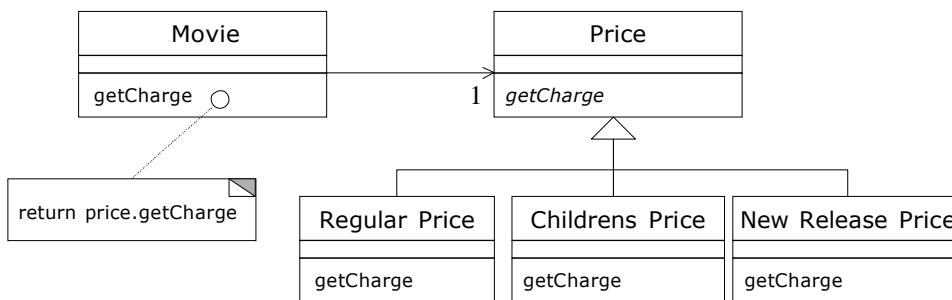 Movie
Price
getCharge
1
getCharge
return price.getCharge
Regular Price
Childrens Price
New Release Price
getCharge
getCharge
getCharge